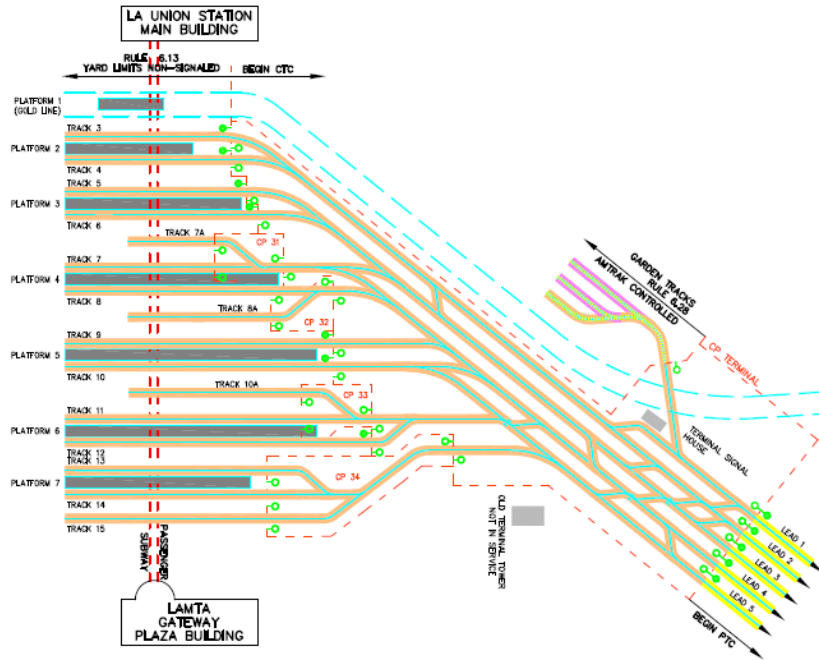 LA UNION STATION
MAIN BUILDING
RULE 6.13
YARD LIMITS NON-SIGNALED
BEGIN CTC
PLATFORM 1
(GOLD LINE)
TRACK 3
PLATFORM 2
TRACK 4
TRACK 5
PLATFORM 3
TRACK 6
TRACK 7A
CP 31
TRACK 7
PLATFORM 4
TRACK 8
TRACK 8A
CP 32
TRACK 9
PLATFORM 5
TRACK 10
TRACK 10A
CP 33
TRACK 11
PLATFORM 6
TRACK 12
TRACK 13
CP 34
PLATFORM 7
TRACK 14
TRACK 15
GARDEN TRACKS
RULE 6.28
AMTRAK CONTROLLED
CP TERMINAL
TERMINAL SIGNAL
HOUSE
OLD TERMINAL TOWER
NOT IN SERVICE
LEAD 1
LEAD 2
LEAD 3
LEAD 4
LEAD 5
BEGIN PTC
PASSENGER
SUBWAY
LAMTA
GATEWAY
PLAZA BUILDING